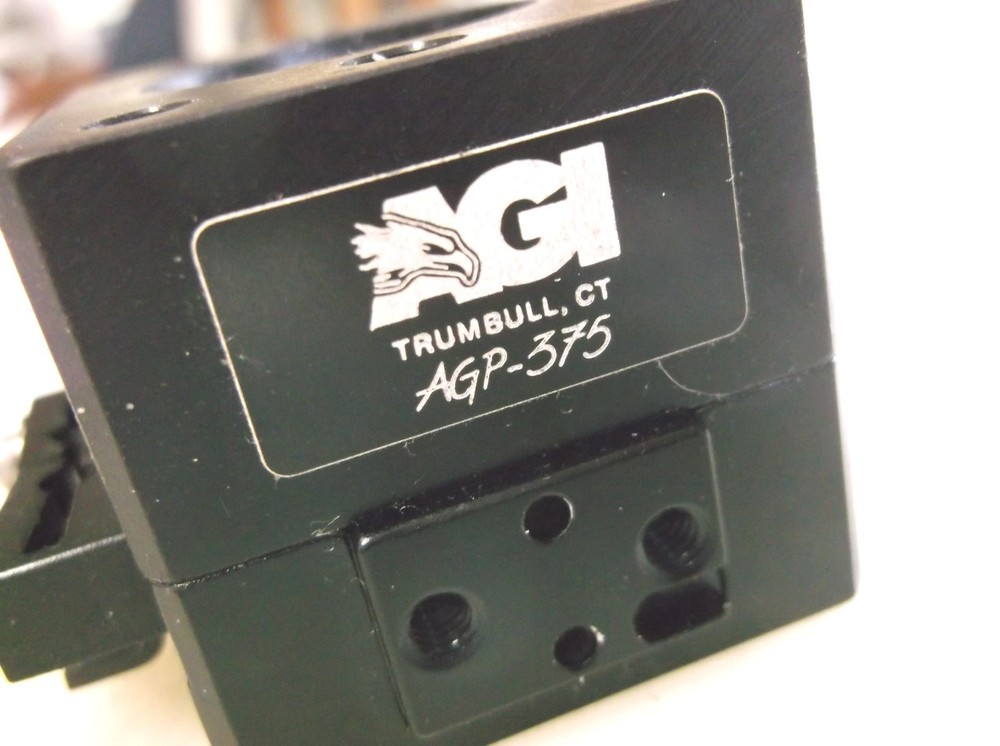 AGI
TRUMBULL, CT
AGP-375